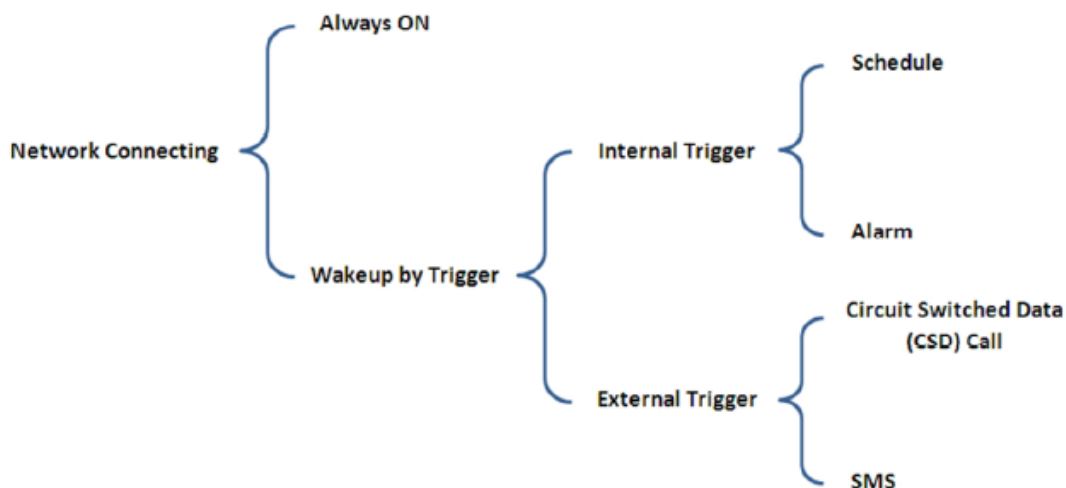 Always ON
Schedule
Network Connecting
Internal Trigger
Alarm
Wakeup by Trigger
Circuit Switched Data
(CSD) Call
External Trigger
SMS